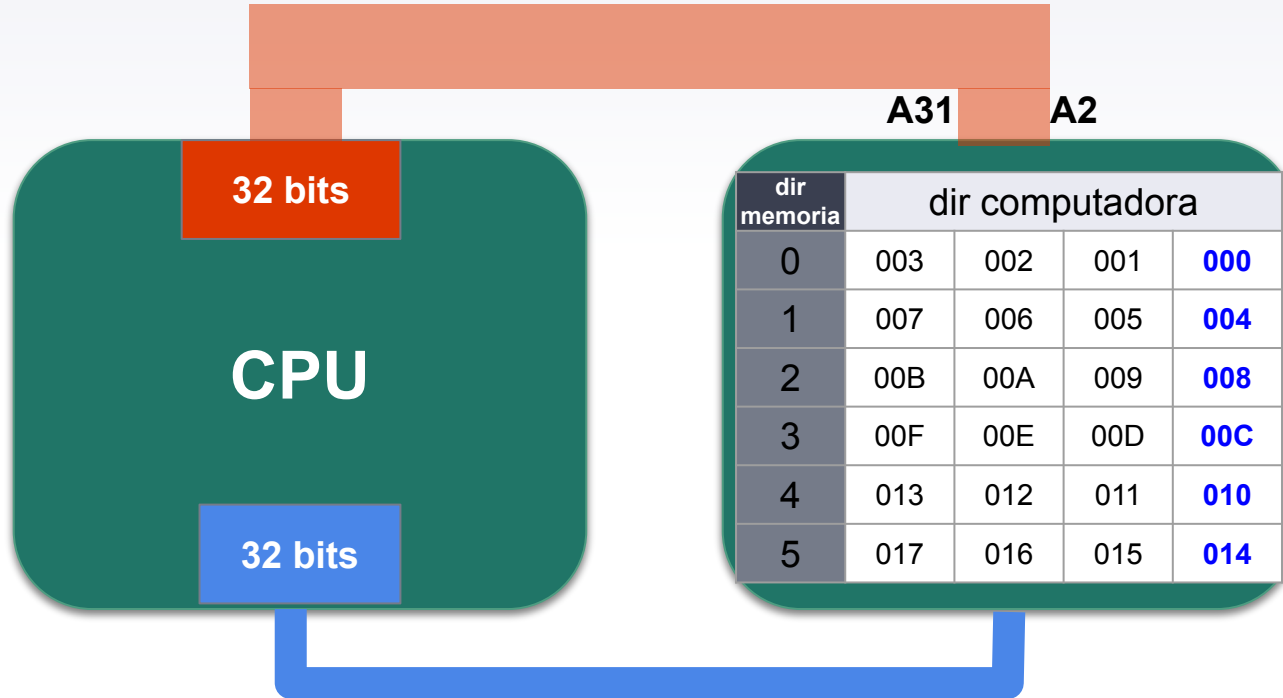 A31 A2
32 bits
CPU
32 bits
dir memoria dir computadora
0 003 002 001 000
1 007 006 005 004
2 00B 00A 009 008
3 00F 00E 00D 00C
4 013 012 011 010
5 017 016 015 014